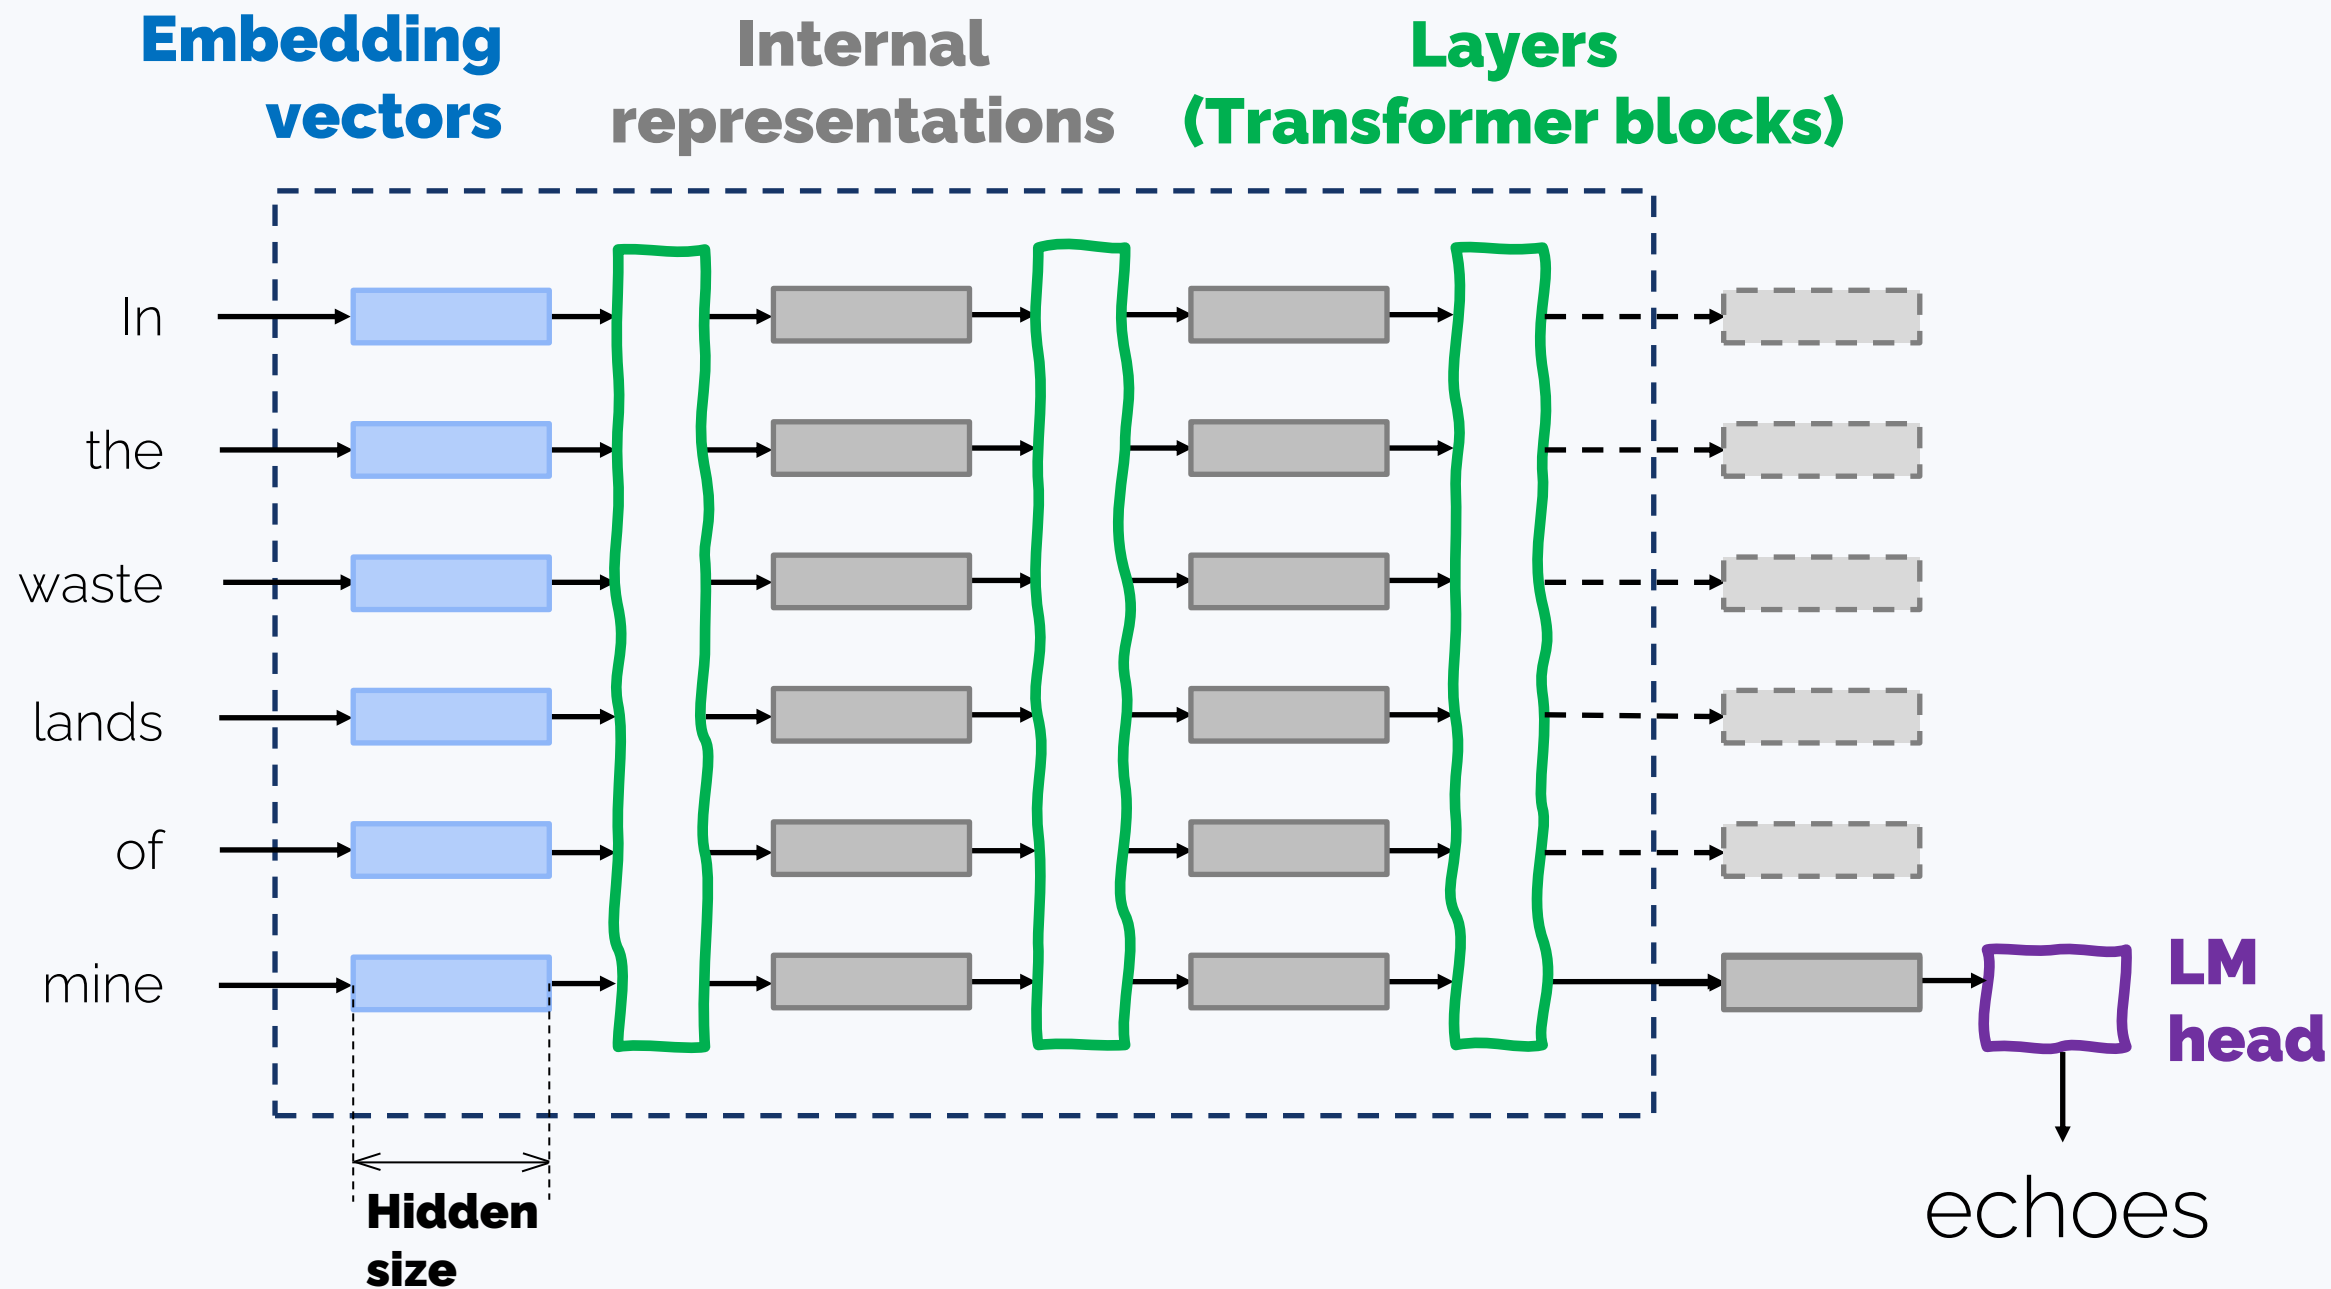 Embedding
vectors
Internal
representations
Layers
(Transformer blocks)
In
the
waste
lands
of
mine
LM
head
Hidden
size
echoes